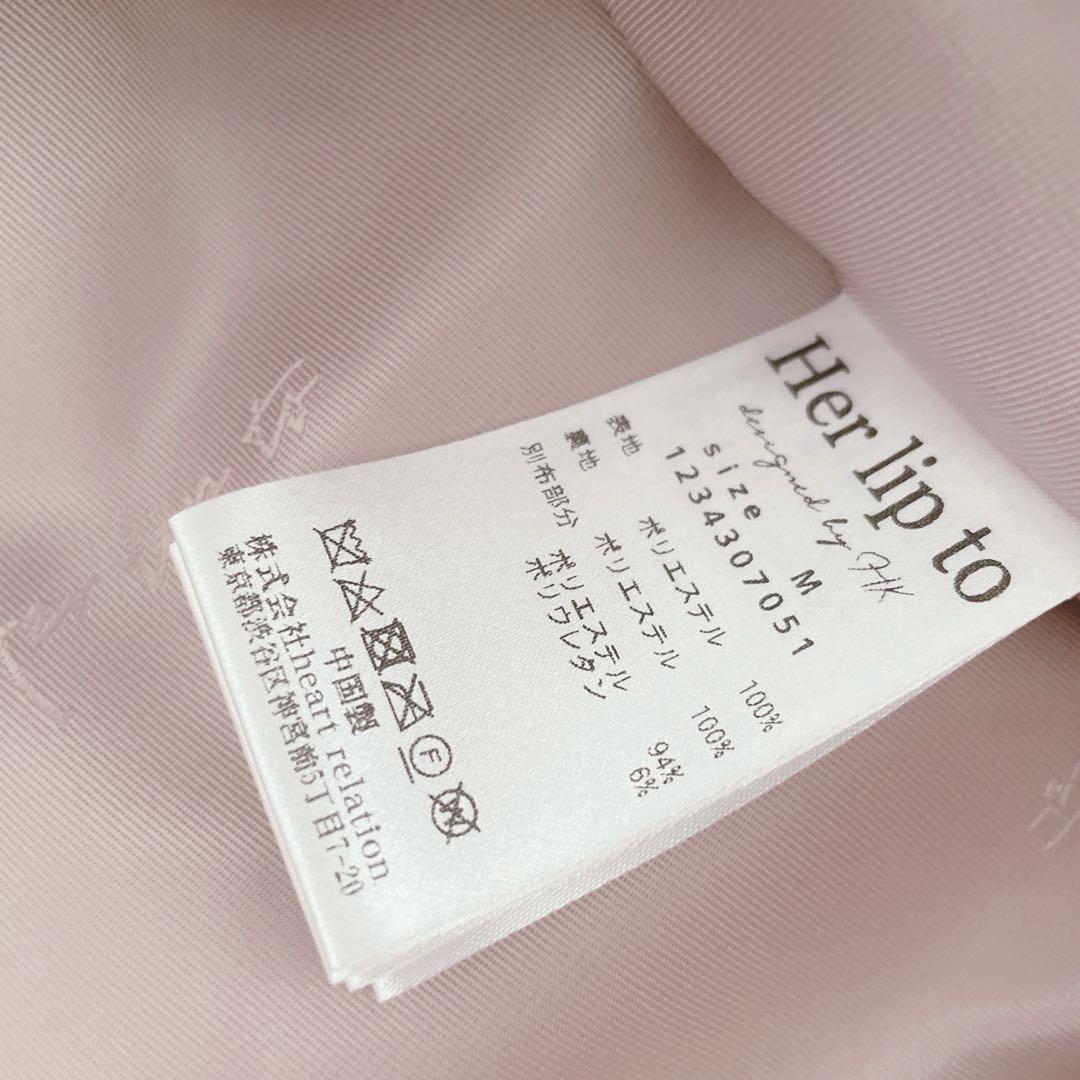 Her lip to
designed by HK
size M
1234307051
表地 ポリエステル 100%
裏地 ポリエステル 100%
別布部分 ポリエステル 94%
ポリウレタン 6%
F
W
中国製
株式会社heart relation
東京都渋谷区神宮前5丁目7-20